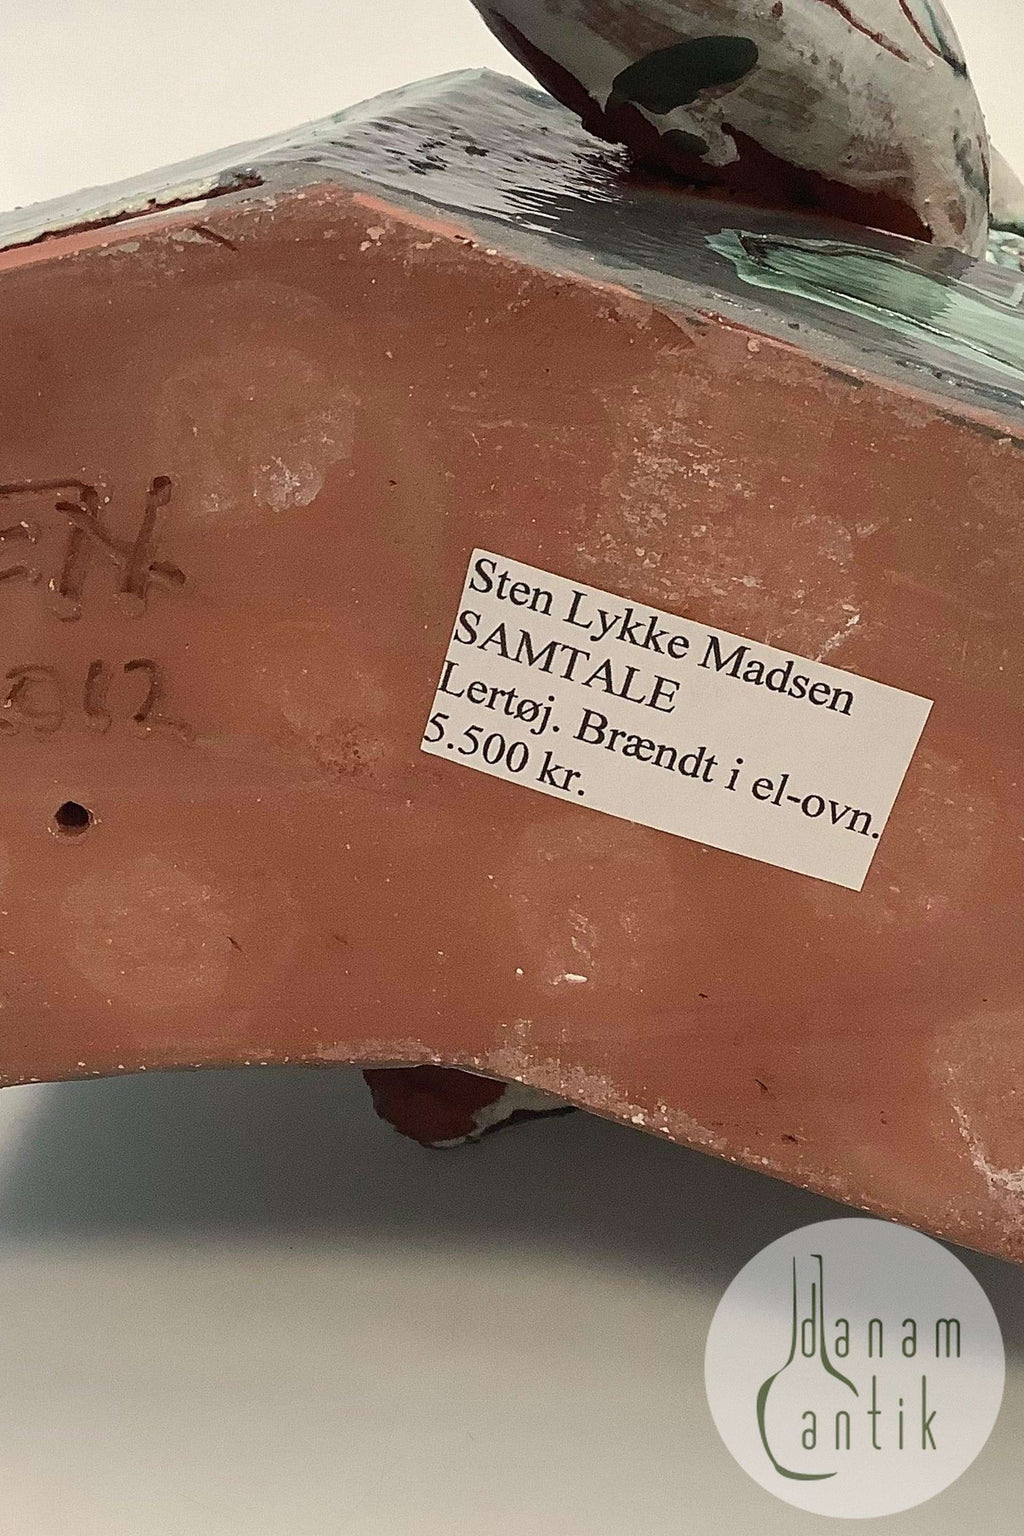 Sten Lykke Madsen
SAMTALE
Lertøj. Brændt i el-ovn.
5.500 kr.
danam
antik